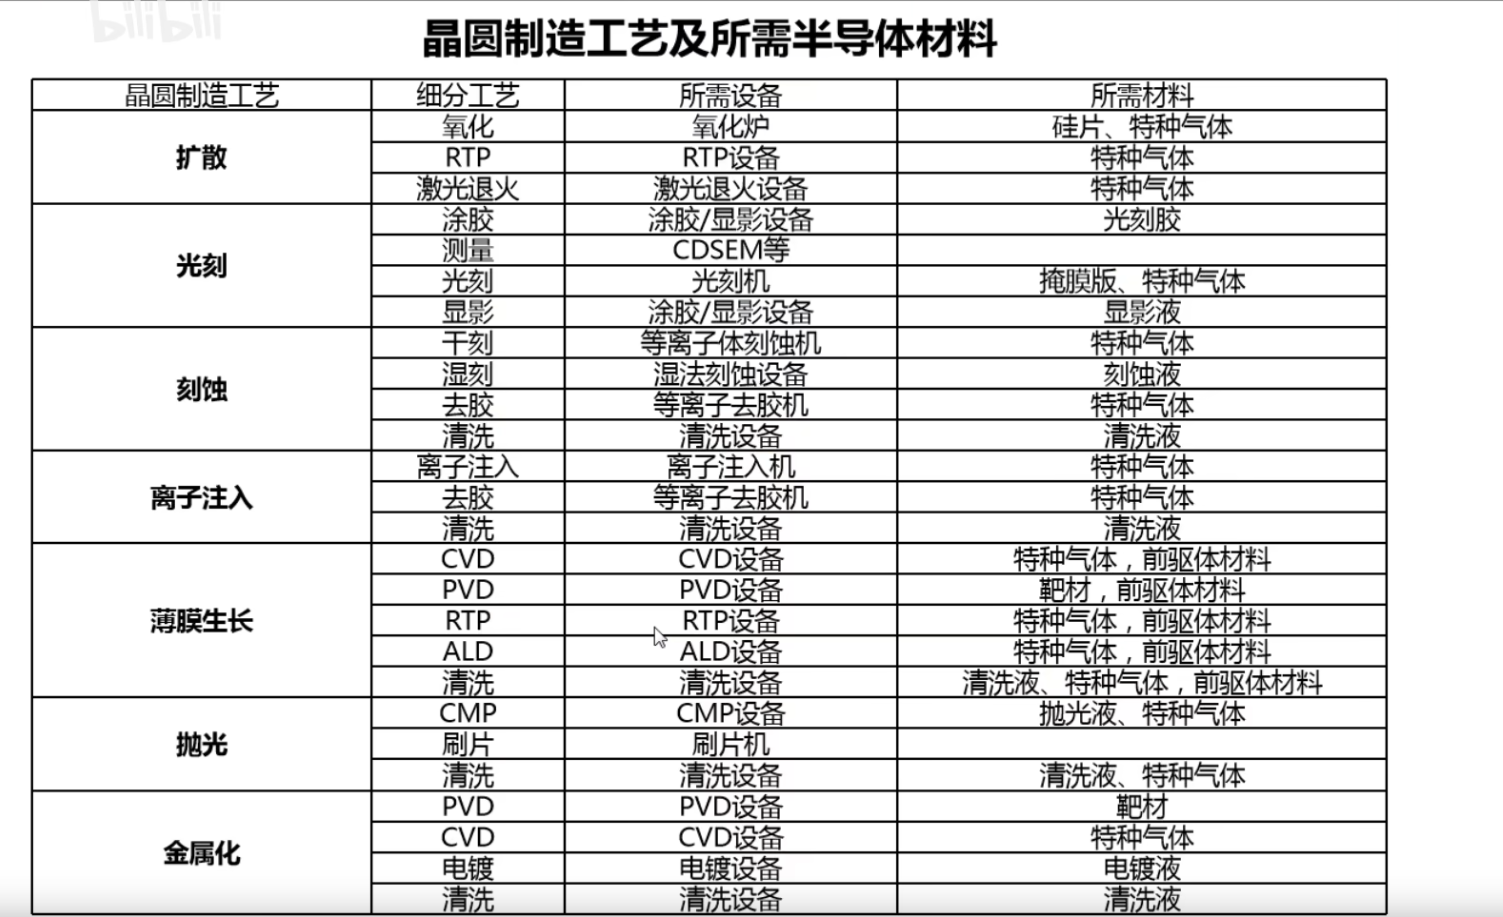 bilibili
晶圆制造工艺及所需半导体材料
晶圆制造工艺 细分工艺 所需设备 所需材料
扩散 氧化 氧化炉 硅片、特种气体
RTP RTP设备 特种气体
激光退火 激光退火设备 特种气体
光刻 涂胶 涂胶/显影设备 光刻胶
测量 CDSEM等
光刻 光刻机 掩膜版、特种气体
显影 涂胶/显影设备 显影液
刻蚀 干刻 等离子体刻蚀机 特种气体
湿刻 湿法刻蚀设备 刻蚀液
去胶 等离子去胶机 特种气体
清洗 清洗设备 清洗液
离子注入 离子注入 离子注入机 特种气体
去胶 等离子去胶机 特种气体
清洗 清洗设备 清洗液
薄膜生长 CVD CVD设备 特种气体，前驱体材料
PVD PVD设备 靶材，前驱体材料
RTP RTP设备 特种气体，前驱体材料
ALD ALD设备 特种气体，前驱体材料
清洗 清洗设备 清洗液、特种气体，前驱体材料
抛光 CMP CMP设备 抛光液、特种气体
刷片 刷片机
清洗 清洗设备 清洗液、特种气体
金属化 PVD PVD设备 靶材
CVD CVD设备 特种气体
电镀 电镀设备 电镀液
清洗 清洗设备 清洗液